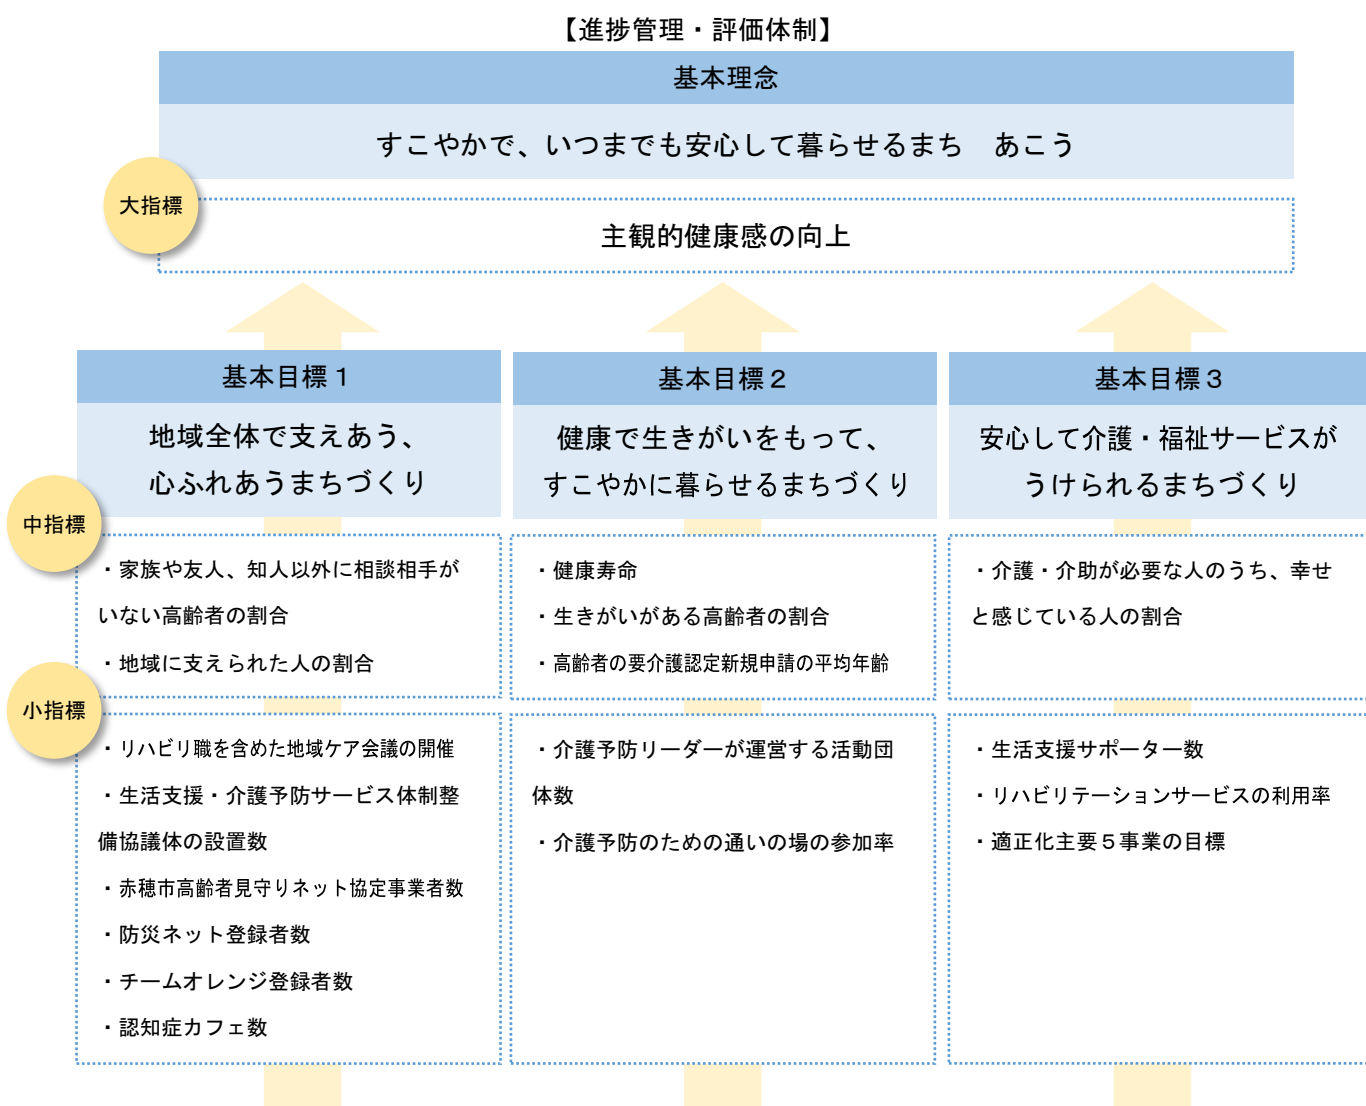 【進捗管理・評価体制】
基本理念
すこやかで、いつまでも安心して暮らせるまち　あこう
大指標
主観的健康感の向上
基本目標１
地域全体で支えあう、
心ふれあうまちづくり
基本目標２
健康で生きがいをもって、
すこやかに暮らせるまちづくり
基本目標３
安心して介護・福祉サービスが
うけられるまちづくり
中指標
・家族や友人、知人以外に相談相手が
いない高齢者の割合
・地域に支えられた人の割合
・健康寿命
・生きがいがある高齢者の割合
・高齢者の要介護認定新規申請の平均年齢
・介護・介助が必要な人のうち、幸せ
と感じている人の割合
小指標
・リハビリ職を含めた地域ケア会議の開催
・生活支援・介護予防サービス体制整
備協議体の設置数
・赤穂市高齢者見守りネット協定事業者数
・防災ネット登録者数
・チームオレンジ登録者数
・認知症カフェ数
・介護予防リーダーが運営する活動団
体数
・介護予防のための通いの場の参加率
・生活支援サポーター数
・リハビリテーションサービスの利用率
・適正化主要５事業の目標